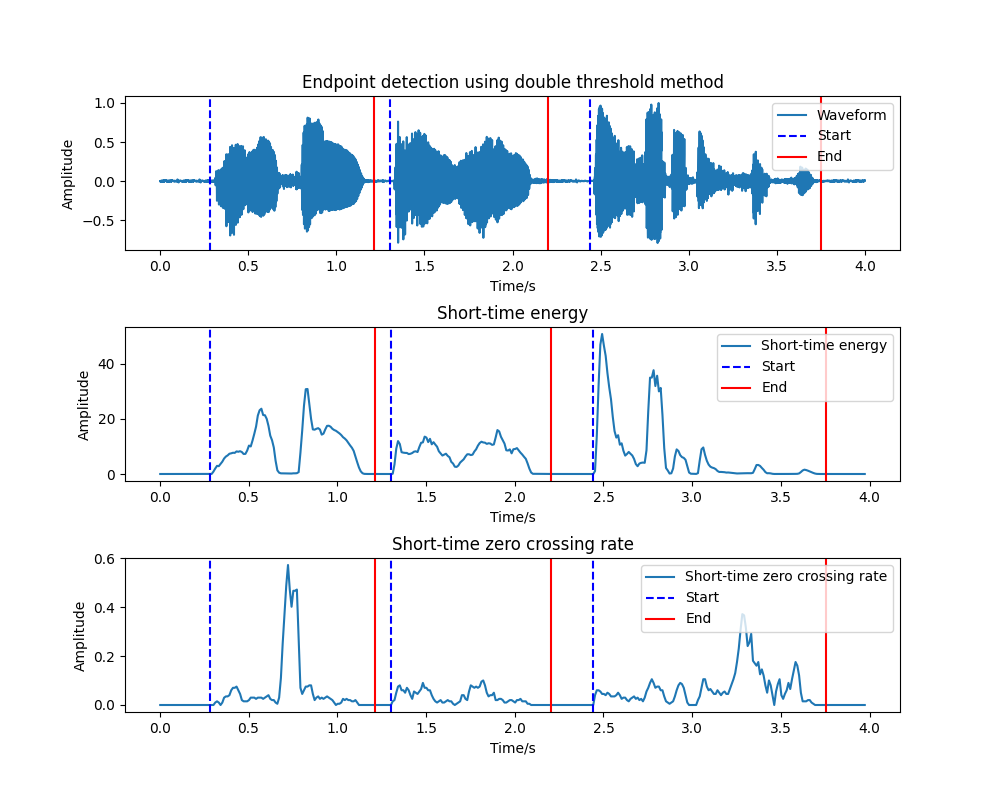 Endpoint detection using double threshold method
1.0
0.5
0.0
−0.5
Amplitude
Waveform
Start
End
0.0 0.5 1.0 1.5 2.0 2.5 3.0 3.5 4.0
Time/s
Short-time energy
40
20
0
Amplitude
Short-time energy
Start
End
0.0 0.5 1.0 1.5 2.0 2.5 3.0 3.5 4.0
Time/s
Short-time zero crossing rate
0.6
0.4
0.2
0.0
Amplitude
Short-time zero crossing rate
Start
End
0.0 0.5 1.0 1.5 2.0 2.5 3.0 3.5 4.0
Time/s